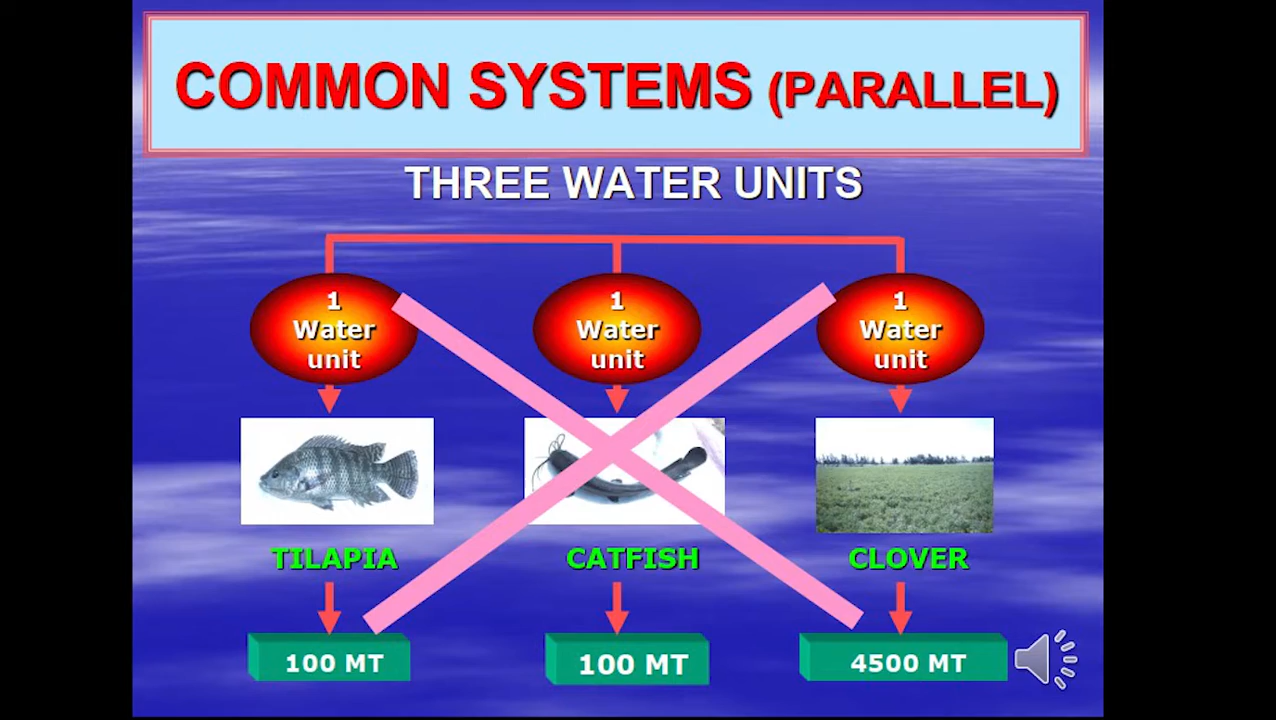 COMMON SYSTEMS (PARALLEL)
THREE WATER UNITS
1
Water
unit
1
Water
unit
1
Water
unit
TILAPIA
CATFISH
CLOVER
100 MT
100 MT
4500 MT